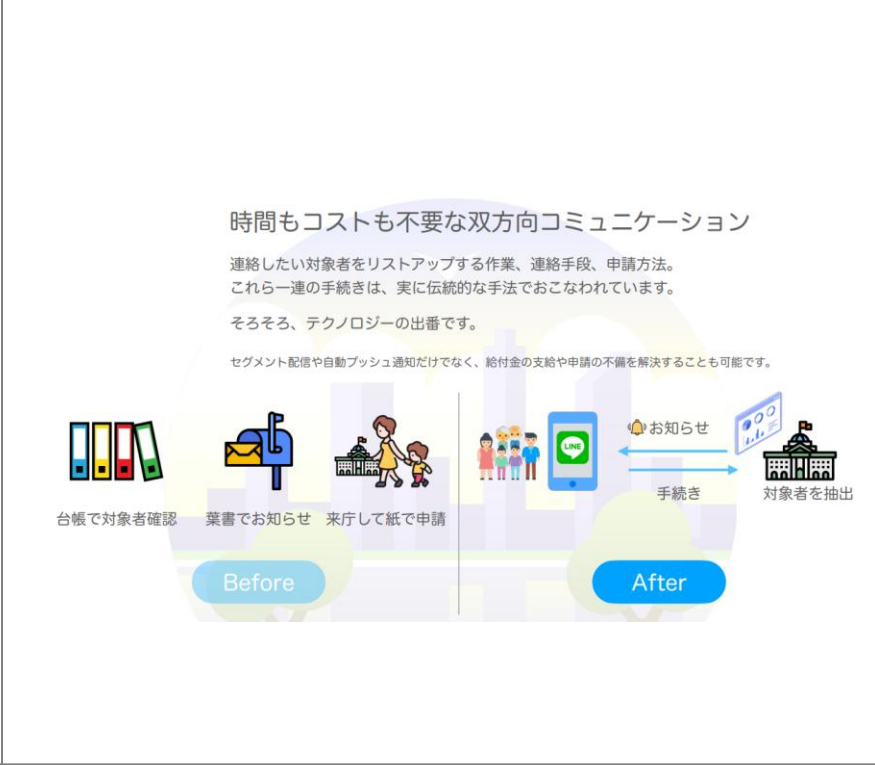 時間もコストも不要な双方向コミュニケーション
連絡したい対象者をリストアップする作業、連絡手段、申請方法。
これら一連の手続きは、実に伝統的な手法でおこなわれています。
そろそろ、テクノロジーの出番です。
セグメント配信や自動プッシュ通知だけでなく、給付金の支給や申請の不備を解決することも可能です。
台帳で対象者確認
葉書でお知らせ
来庁して紙で申請
Before
LINE
お知らせ
手続き
対象者を抽出
After